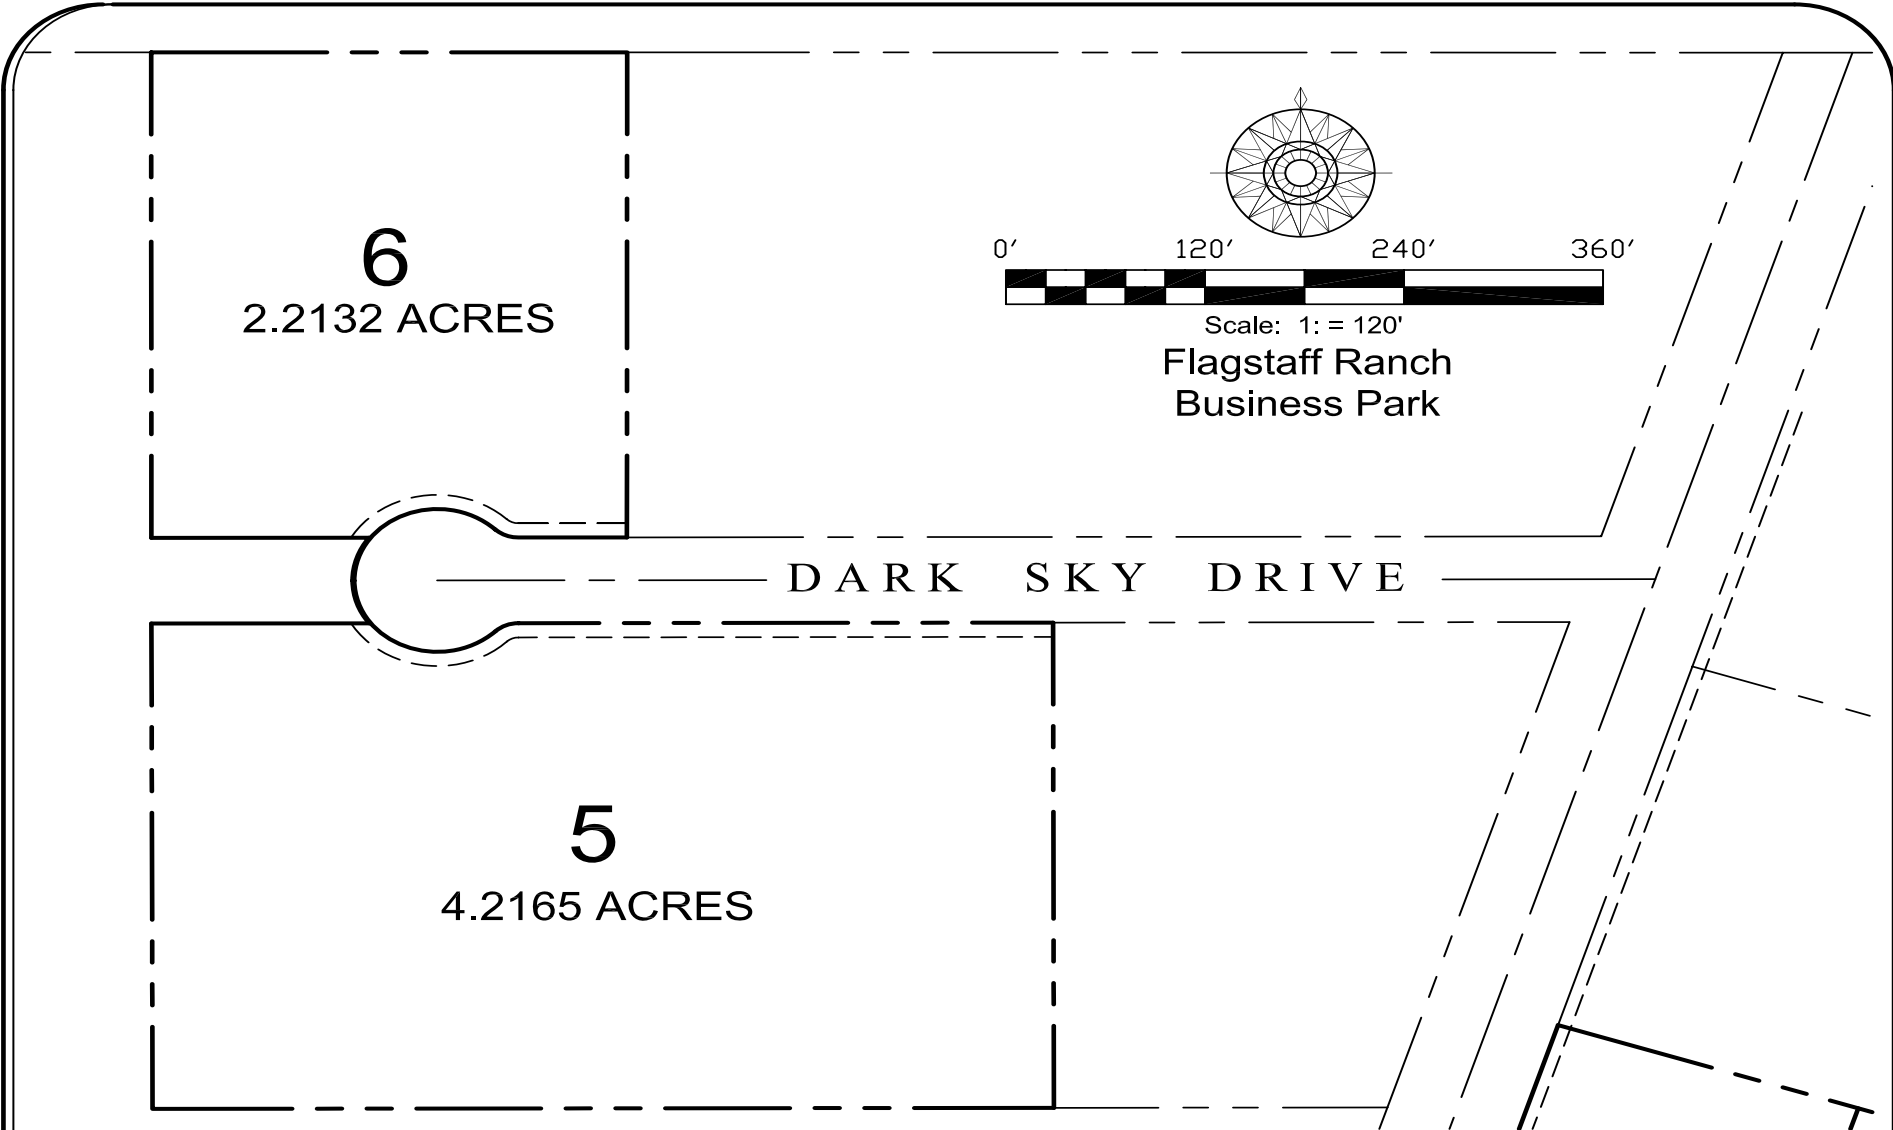 6
2.2132 ACRES
0' 120' 240' 360'
Scale: 1: = 120'
Flagstaff Ranch
Business Park
DARK SKY DRIVE
5
4.2165 ACRES